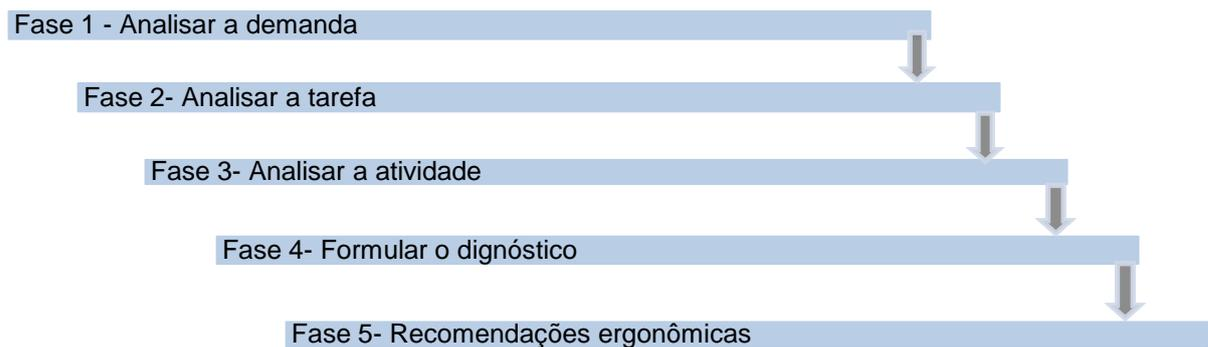 Fase 1 - Analisar a demanda
Fase 2- Analisar a tarefa
Fase 3- Analisar a atividade
Fase 4- Formular o dignóstico
Fase 5- Recomendações ergonômicas